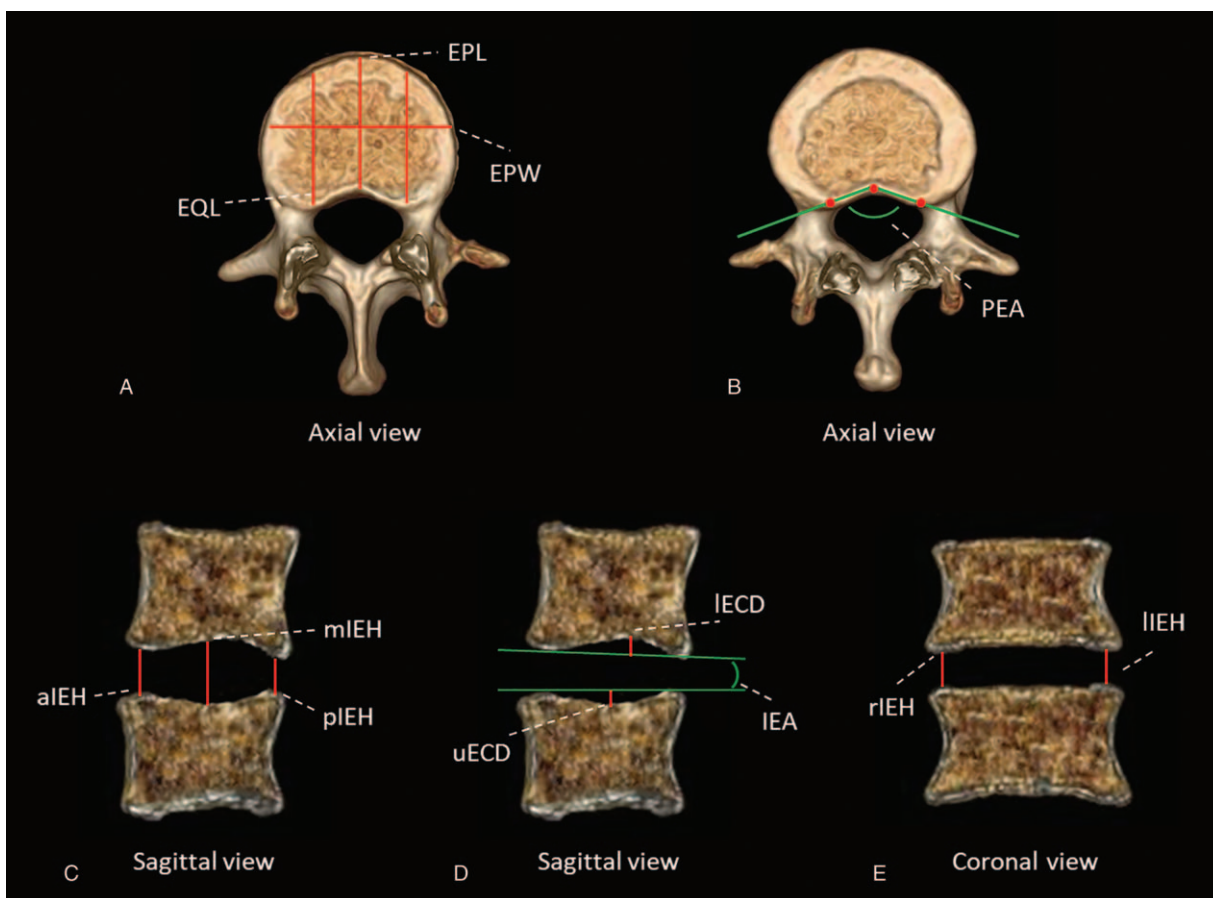 EPL
EPW
EQL
A
Axial view
PEA
B
Axial view
mIEH
aIEH
pIEH
C
Sagittal view
lECD
uECD
IEA
D
Sagittal view
lIEH
rIEH
E
Coronal view